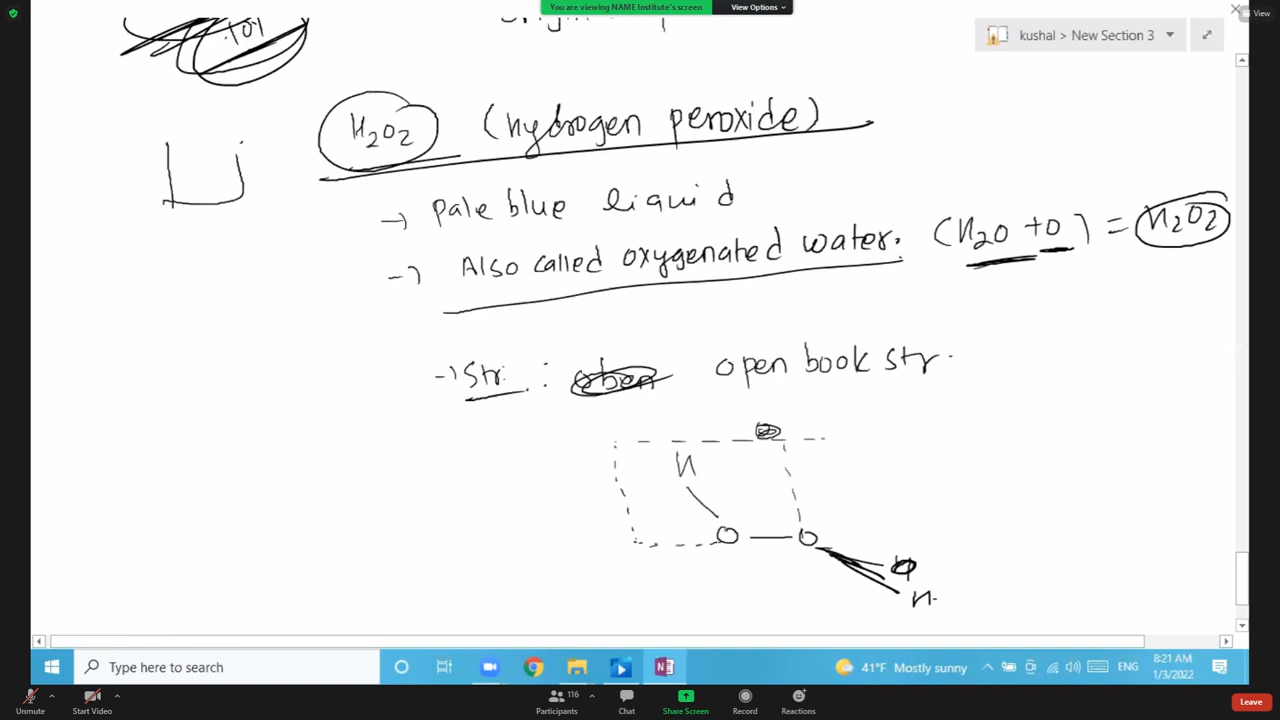 You are viewing NAME Institute's screen
View Options
View
kushal > New Section 3
H2O2 (hydrogen peroxide)
→ pale blue liquid
→ Also called oxygenated water. (H2O + O) = H2O2
→ Str. : open book str.
H
O — O
H
Type here to search
41°F Mostly sunny
ENG
8:21 AM
1/3/2022
Unmute
Start Video
116
Participants
Chat
Share Screen
Record
Reactions
Leave